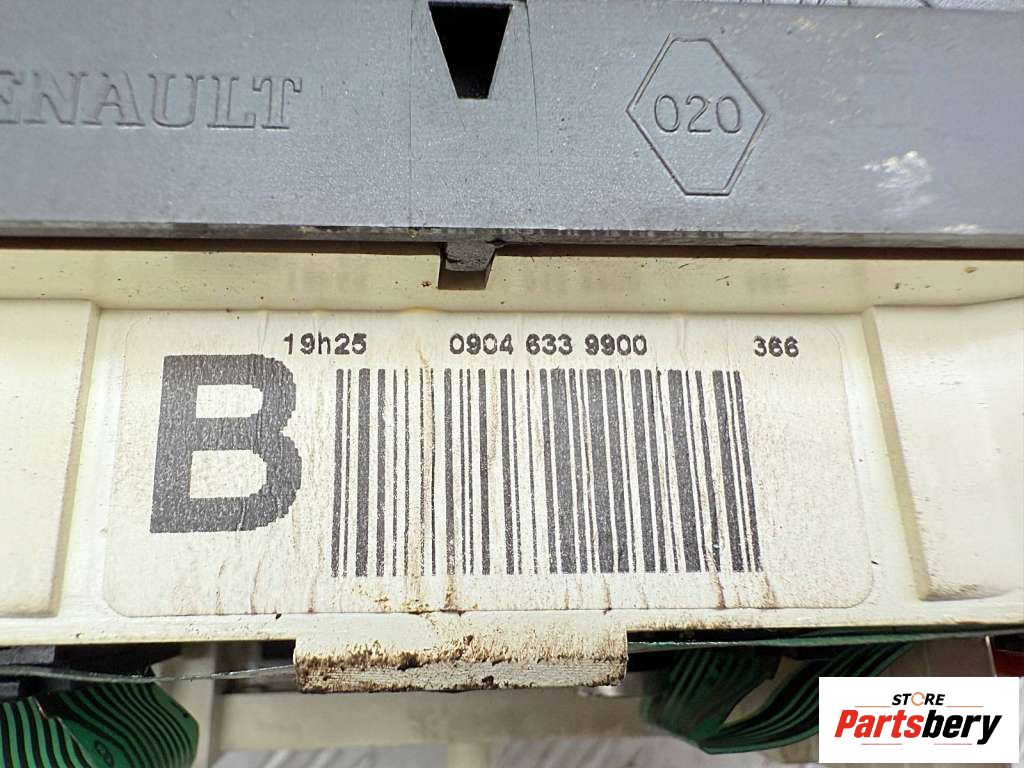 ENAULT
020
19h25 0904 633 9900 366
B
STORE
Partsbery